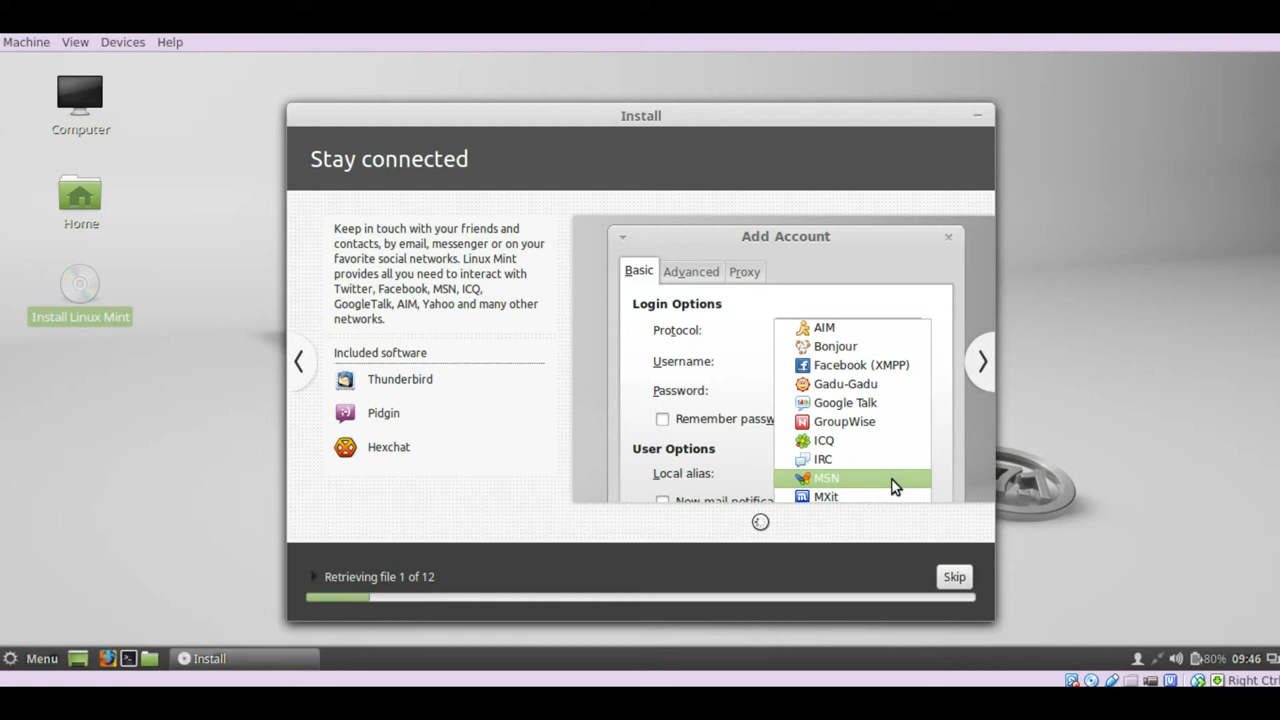 Machine View Devices Help
Computer
Home
Install Linux Mint
Install
Stay connected
Keep in touch with your friends and
contacts, by email, messenger or on your
favorite social networks. Linux Mint
provides all you need to interact with
Twitter, Facebook, MSN, ICQ,
GoogleTalk, AIM, Yahoo and many other
networks.
Included software
Thunderbird
Pidgin
Hexchat
Add Account
Basic Advanced Proxy
Login Options
Protocol:
Username:
Password:
Remember passw
User Options
Local alias:
New mail notifica
AIM
Bonjour
Facebook (XMPP)
Gadu-Gadu
Google Talk
GroupWise
ICQ
IRC
MSN
MXit
Retrieving file 1 of 12
Skip
Menu
Install
80% 09:46
Right Ctrl